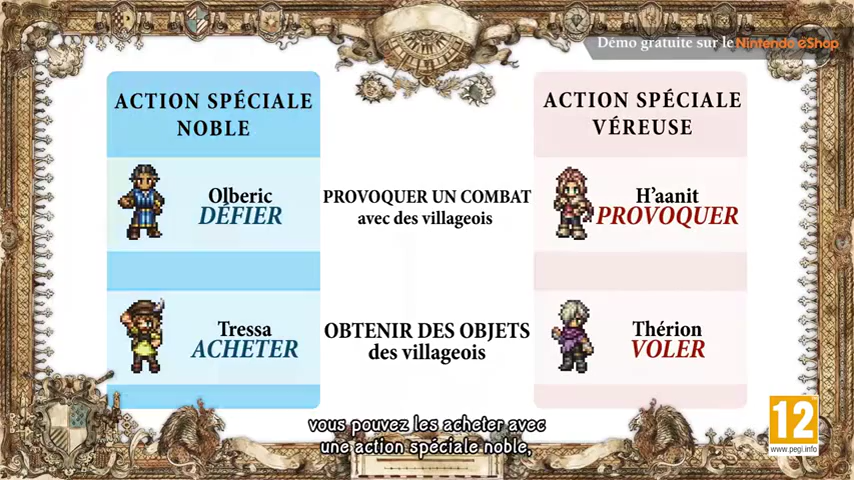 Démo gratuite sur le Nintendo eShop
ACTION SPÉCIALE
NOBLE
ACTION SPÉCIALE
VÉREUSE
Olberic
DÉFIER
PROVOQUER UN COMBAT
avec des villageois
H'aanit
PROVOQUER
Tressa
ACHETER
OBTENIR DES OBJETS
des villageois
Thérion
VOLER
vous pouvez les acheter avec
une action spéciale noble,
12
www.pegi.info